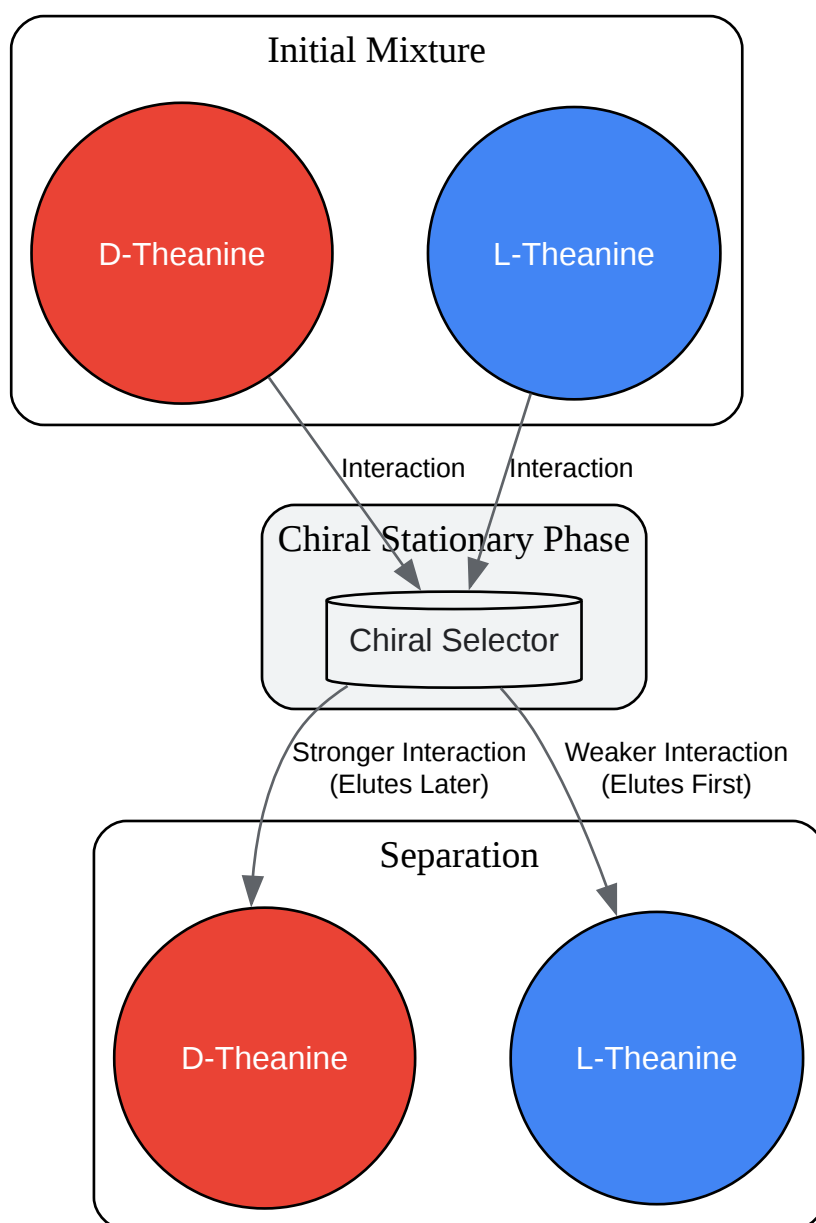 Initial Mixture
D-Theanine
L-Theanine
Interaction
Interaction
Chiral Stationary Phase
Chiral Selector
Stronger Interaction
(Elutes Later)
Weaker Interaction
(Elutes First)
Separation
D-Theanine
L-Theanine